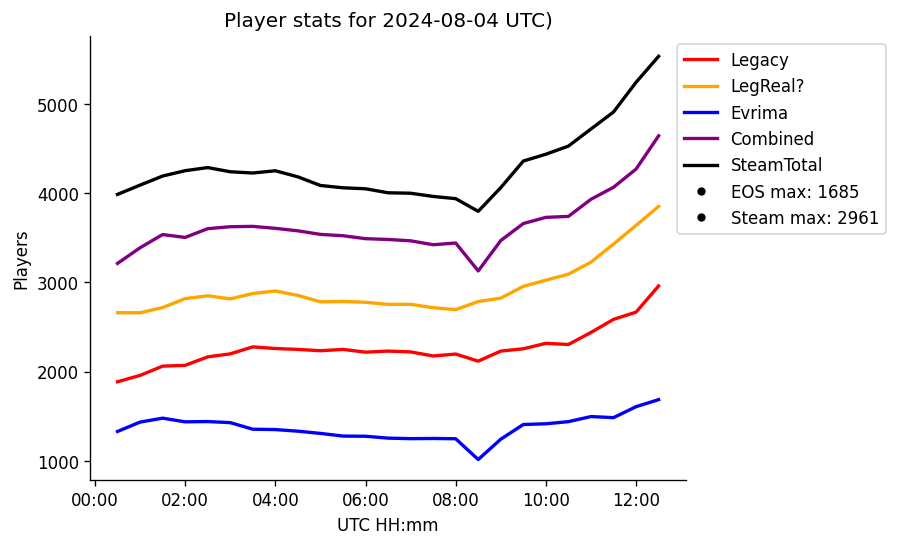 Player stats for 2024-08-04 UTC)
Players
5000
4000
3000
2000
1000
00:00 02:00 04:00 06:00 08:00 10:00 12:00
UTC HH:mm
Legacy
LegReal?
Evrima
Combined
SteamTotal
EOS max: 1685
Steam max: 2961